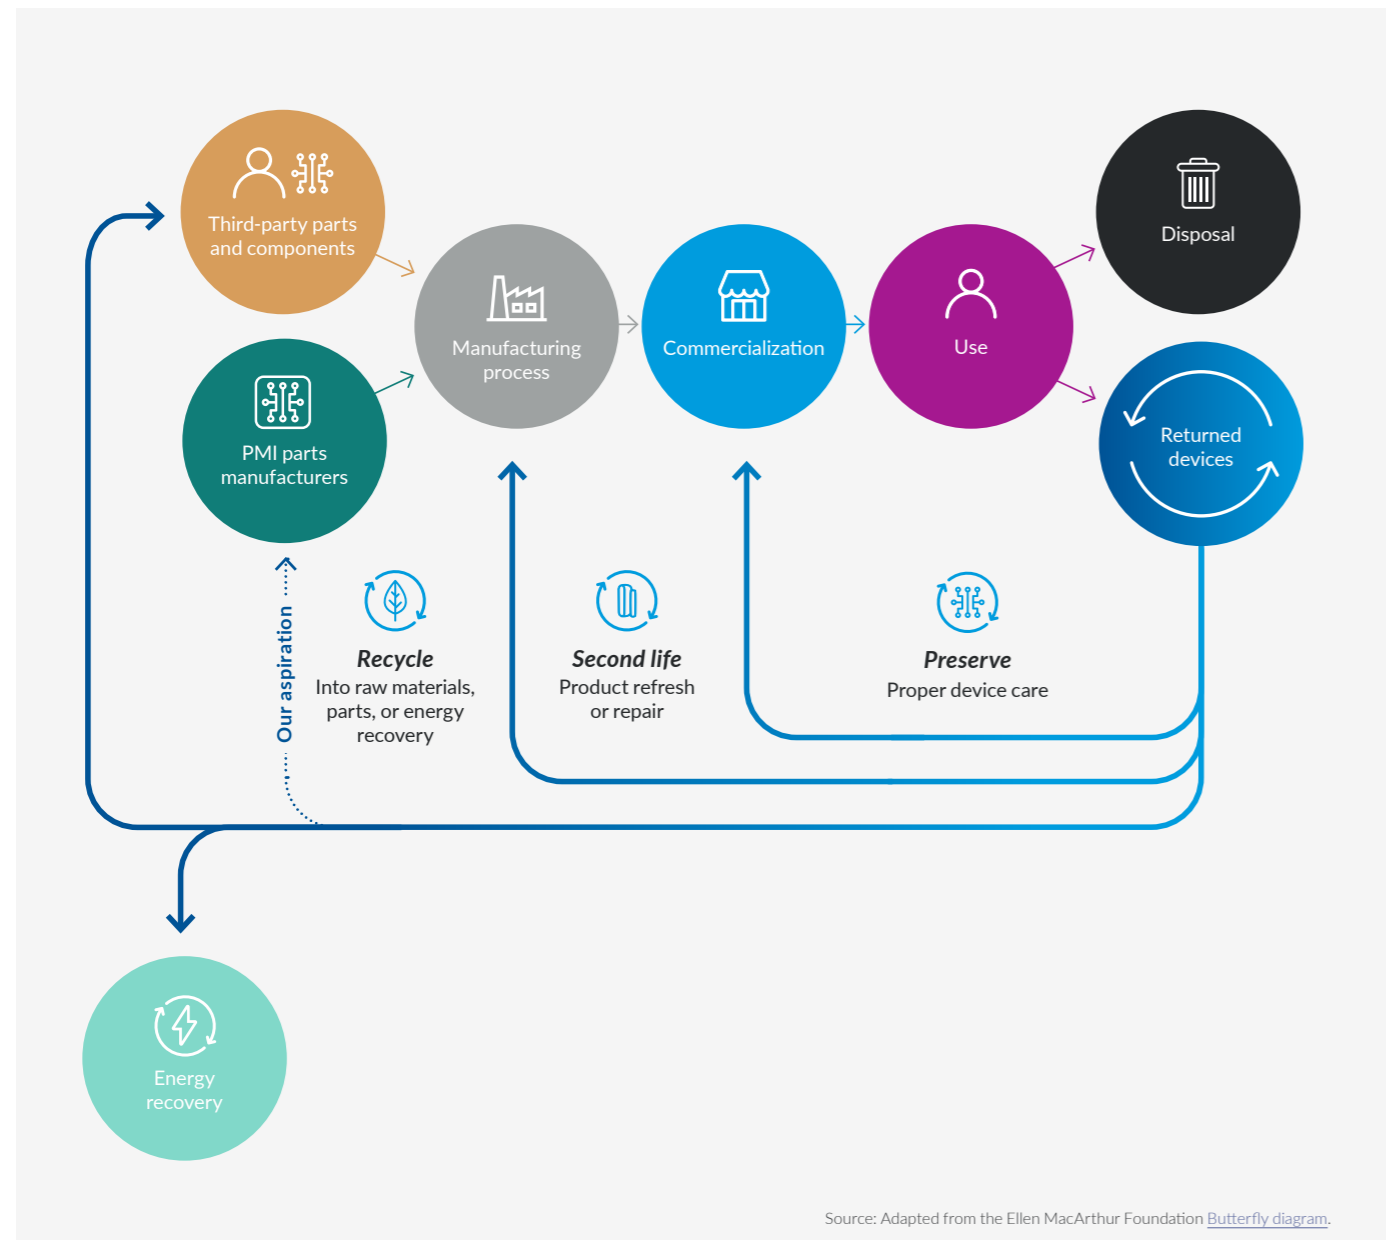 Third-party parts
and components
Manufacturing
process
Commercialization
Use
Disposal
PMI parts
manufacturers
Returned
devices
Our aspiration
Recycle
Into raw materials,
parts, or energy
recovery
Second life
Product refresh
or repair
Preserve
Proper device care
Energy
recovery
Source: Adapted from the Ellen MacArthur Foundation Butterfly diagram.